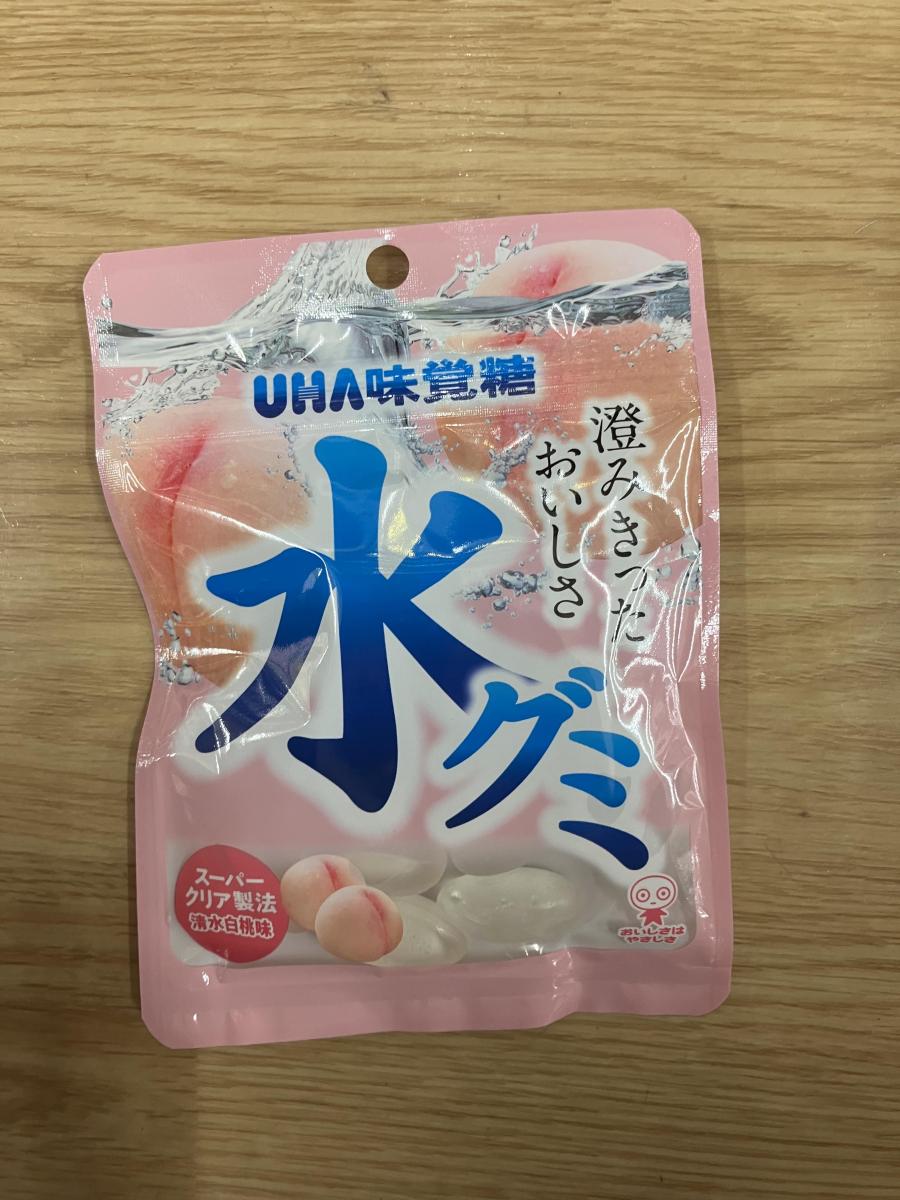 UHA味覚糖
澄みきった
おいしさ
水グミ
スーパー
クリア製法
清水白桃味
おいしさは
やさしさ